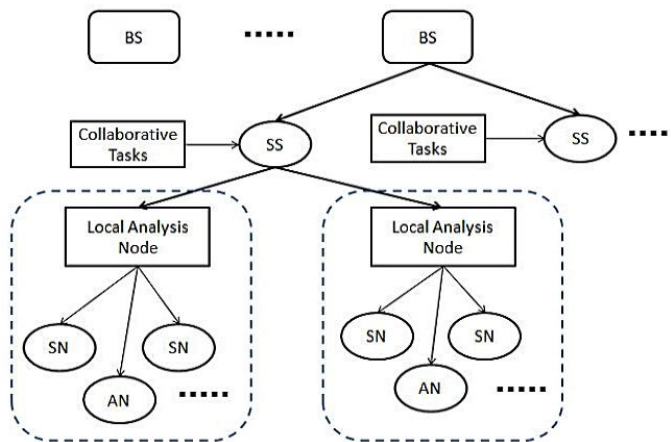 BS
BS
Collaborative
Tasks
SS
Collaborative
Tasks
SS
Local Analysis
Node
Local Analysis
Node
SN
SN
AN
SN
SN
AN